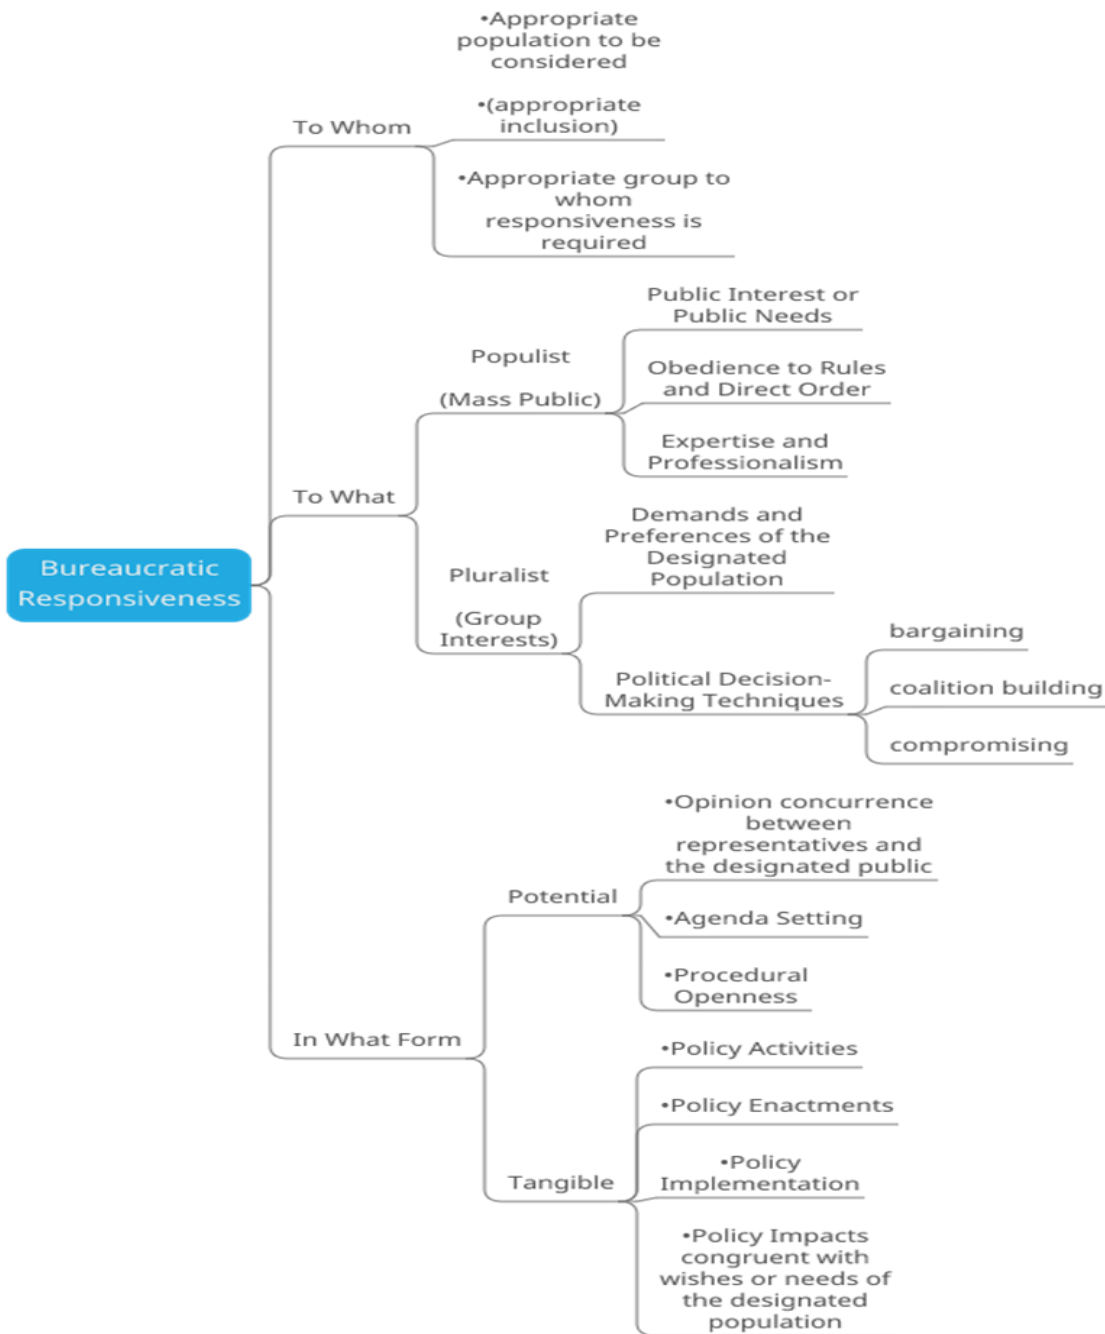 •Appropriate
population to be
considered
•(appropriate
inclusion)
To Whom
•Appropriate group to
whom
responsiveness is
required
Public Interest or
Public Needs
Populist
(Mass Public)
Obedience to Rules
and Direct Order
Expertise and
Professionalism
To What
Demands and
Preferences of the
Designated
Population
Pluralist
(Group
Interests)
Political Decision-
Making Techniques
bargaining
coalition building
compromising
Bureaucratic
Responsiveness
•Opinion concurrence
between
representatives and
the designated public
Potential
•Agenda Setting
•Procedural
Openness
In What Form
•Policy Activities
•Policy Enactments
•Policy
Implementation
Tangible
•Policy Impacts
congruent with
wishes or needs of
the designated
population